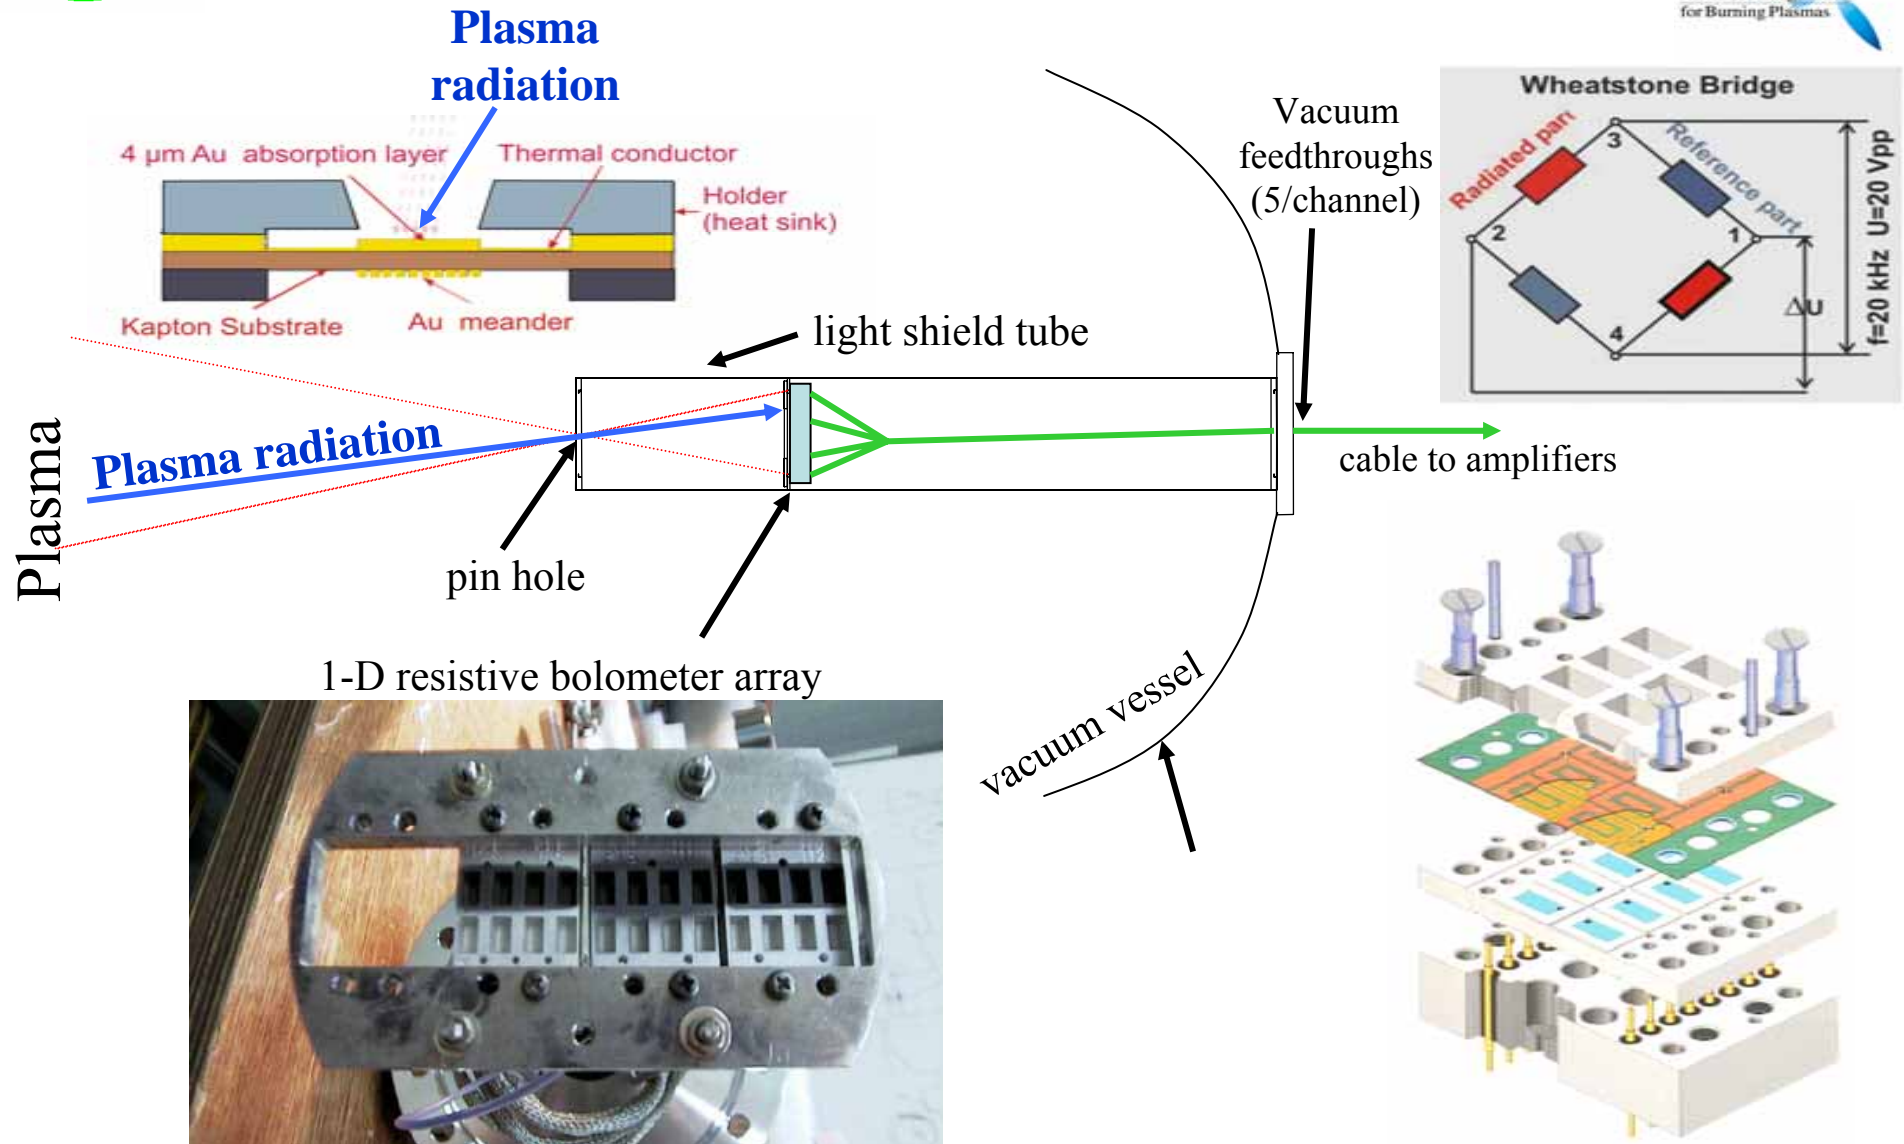 for Burning Plasmas
Plasma
radiation
4 µm Au absorption layer
Thermal conductor
Holder
(heat sink)
Kapton Substrate
Au meander
Vacuum
feedthroughs
(5/channel)
Wheatstone Bridge
Radiated part
Reference part
3
2
1
4
ΔU
f=20 kHz U=20 Vpp
light shield tube
Plasma
Plasma radiation
cable to amplifiers
pin hole
1-D resistive bolometer array
vacuum vessel